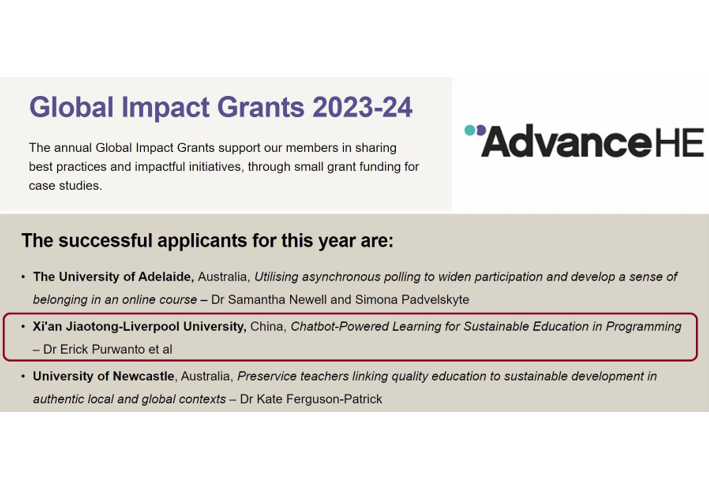 Global Impact Grants 2023-24
The annual Global Impact Grants support our members in sharing
best practices and impactful initiatives, through small grant funding for
case studies.
AdvanceHE
The successful applicants for this year are:
• The University of Adelaide, Australia, Utilising asynchronous polling to widen participation and develop a sense of
belonging in an online course – Dr Samantha Newell and Simona Padvelskyte
• Xi'an Jiaotong-Liverpool University, China, Chatbot-Powered Learning for Sustainable Education in Programming
– Dr Erick Purwanto et al
• University of Newcastle, Australia, Preservice teachers linking quality education to sustainable development in
authentic local and global contexts – Dr Kate Ferguson-Patrick